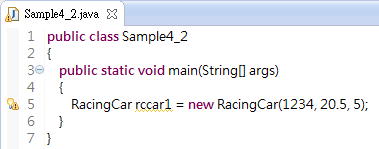 Sample4_2.java
1 public class Sample4_2
2 {
3 public static void main(String[] args)
4 {
5 RacingCar rccar1 = new RacingCar(1234, 20.5, 5);
6 }
7 }